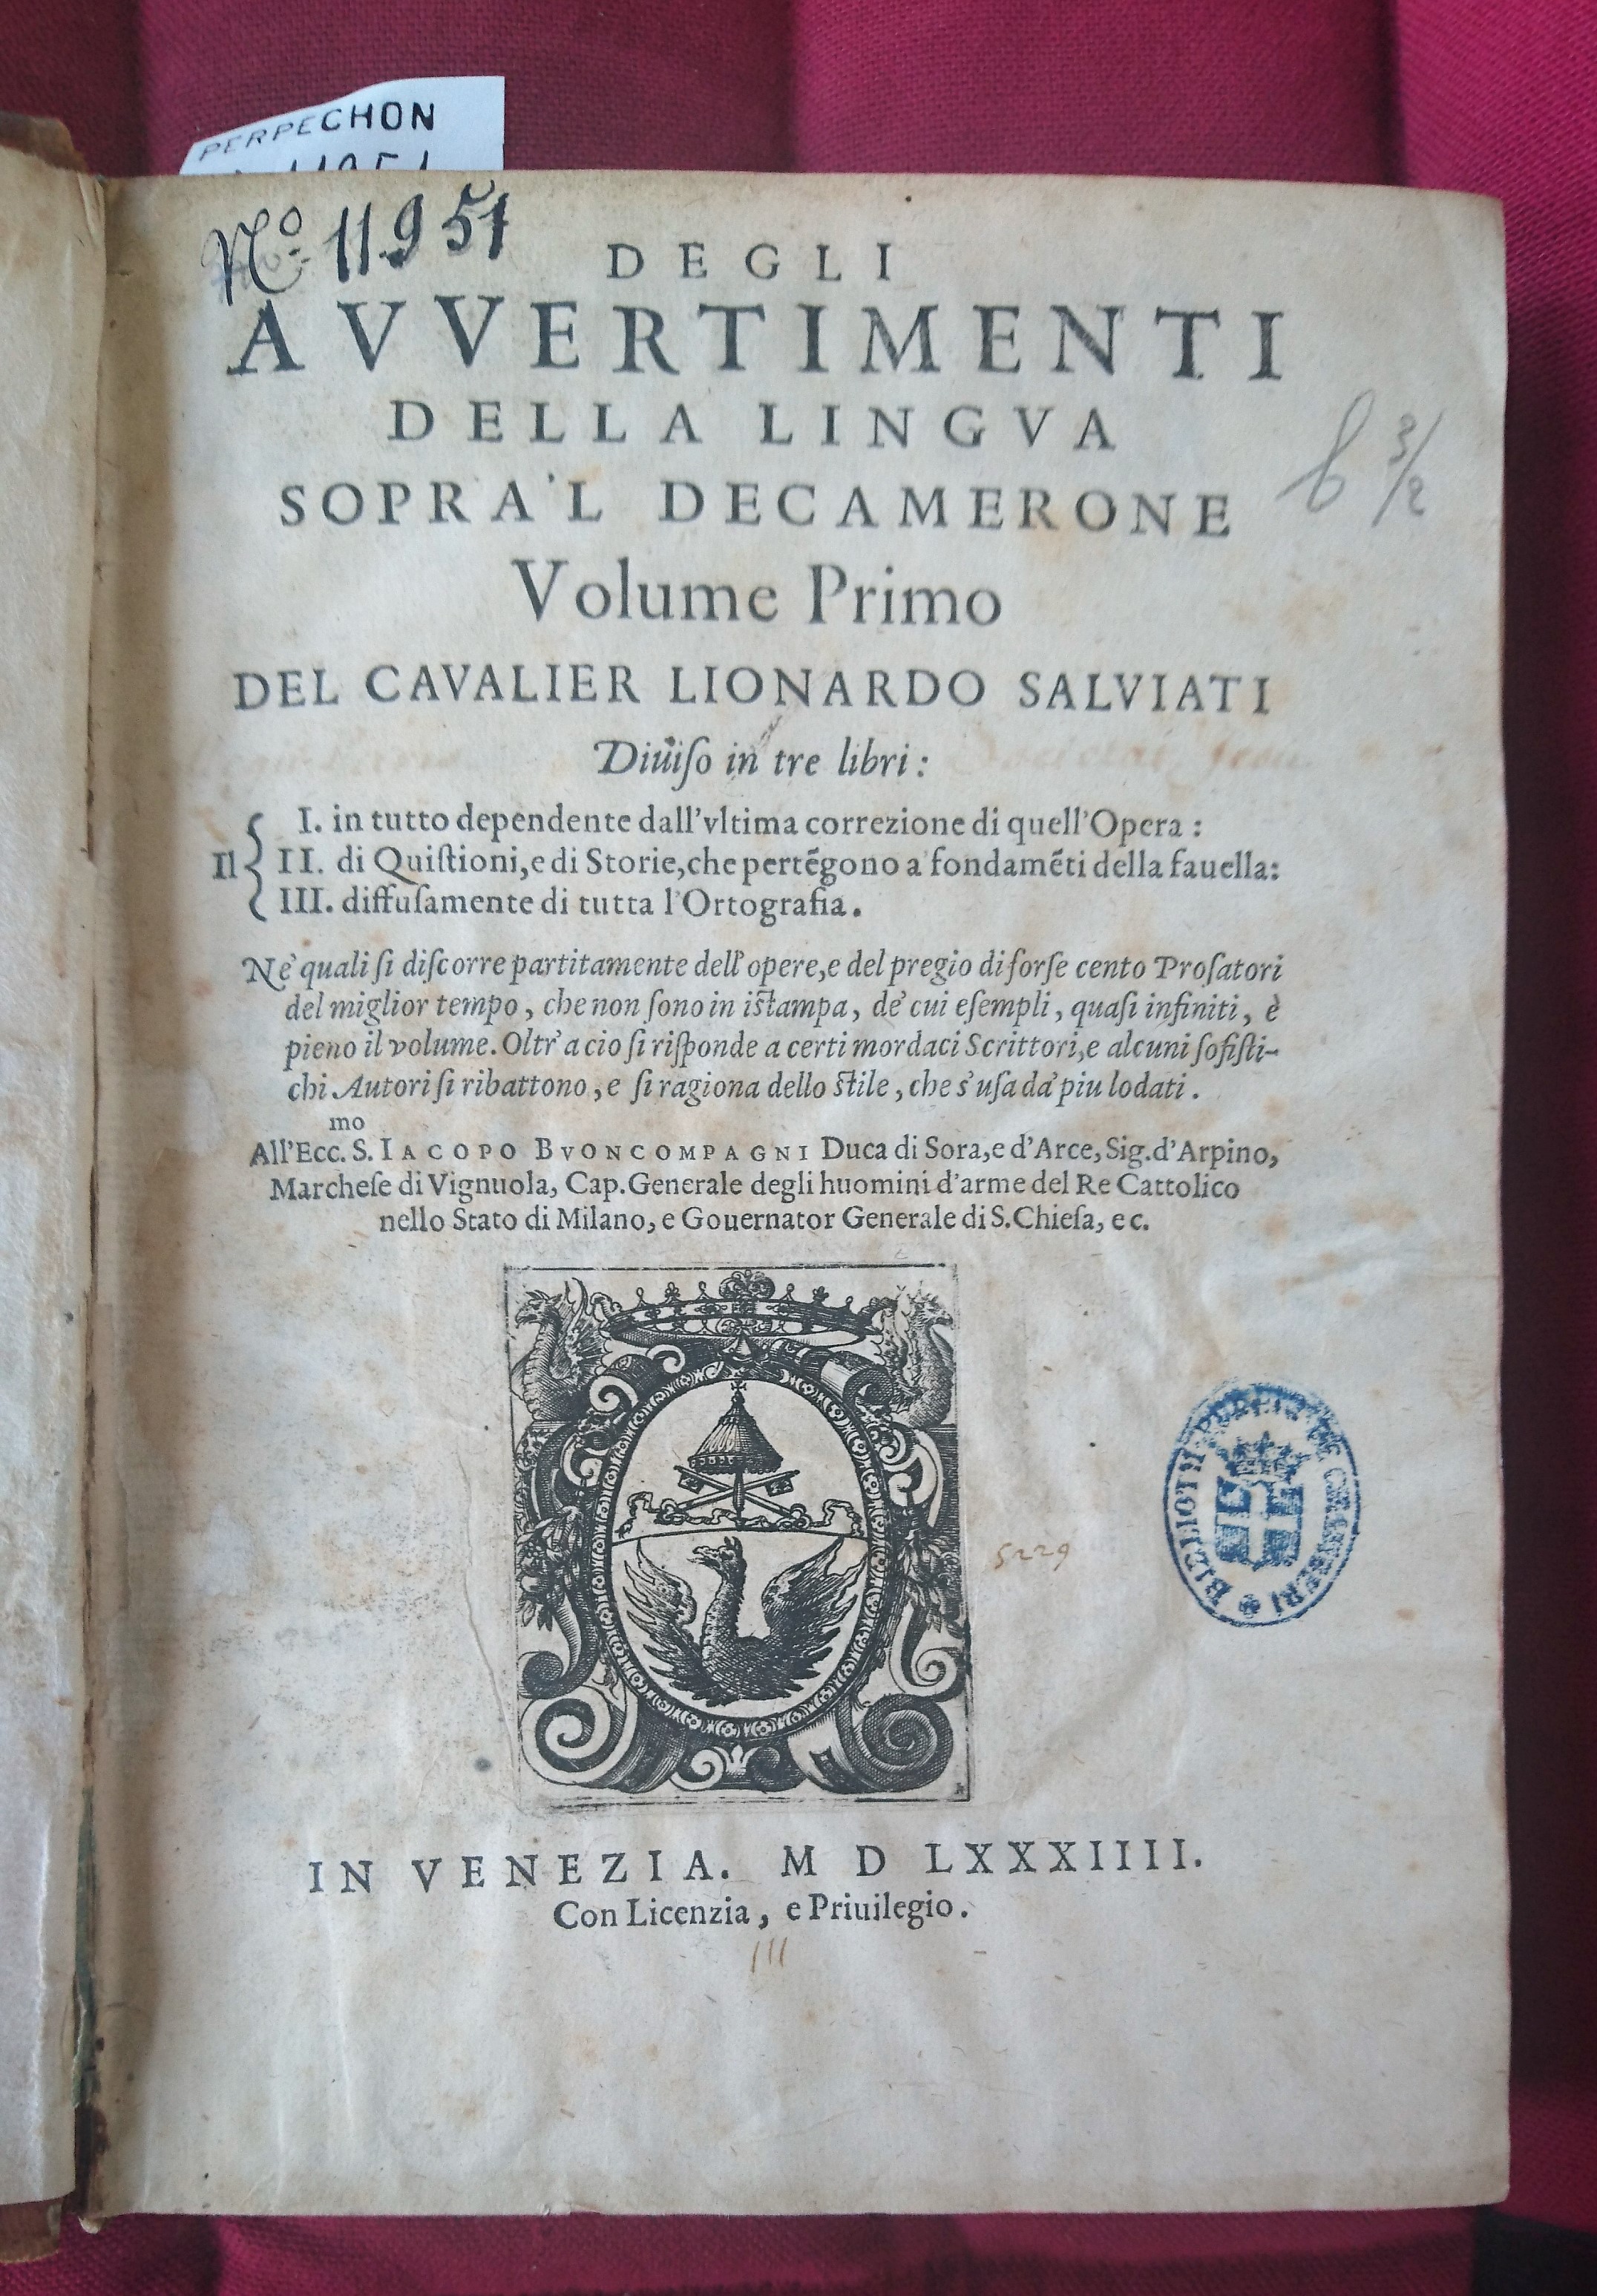 PERPECHON
11951
Nº 11951
DEGLI
AVVERTIMENTI
DELLA LINGVA
SOPRA'L DECAMERONE
Volume Primo
DEL CAVALIER LIONARDO SALVIATI
Diuiſo in tre libri:
I. in tutto dependente dall'vltima correzione di quell'Opera:
Il { II. di Quiſtioni, e di Storie, che pertẽgono a' fondamẽti della fauella:
III. diffuſamente di tutta l'Ortografia.
Ne' quali ſi diſcorre partitamente dell'opere, e del pregio di forſe cento Proſatori
del miglior tempo, che non ſono in iſtampa, de' cui eſempli, quaſi infiniti, è
pieno il volume. Oltr' a cio ſi riſponde a certi mordaci Scrittori, e alcuni ſofiſti-
chi Autori ſi ribattono, e ſi ragiona dello ſtile, che s'uſa da' piu lodati.
mo
All'Ecc. S. IACOPO BVONCOMPAGNI Duca di Sora, e d'Arce, Sig. d'Arpino,
Marcheſe di Vignuola, Cap. Generale degli huomini d'arme del Re Cattolico
nello Stato di Milano, e Gouernator Generale di S. Chieſa, ec.
5229
BIBLIOTH PUBLIQUE
IN VENEZIA. M D LXXXIIII.
Con Licenzia, e Priuilegio.